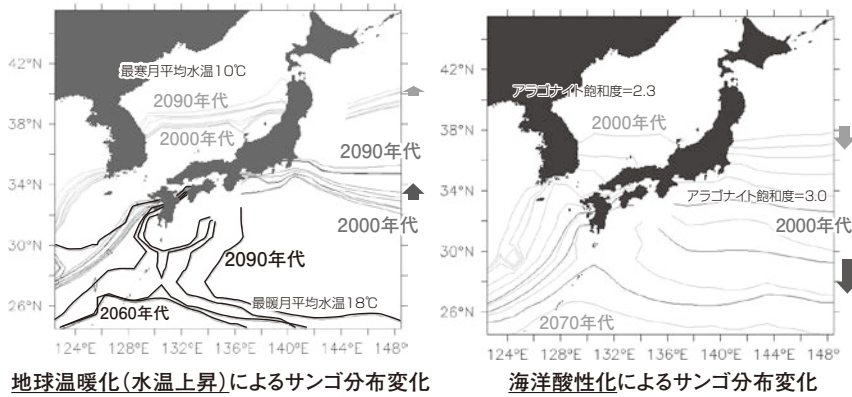 42°N
38°N
34°N
30°N
26°N
最寒月平均水温10℃
2090年代
2000年代
2090年代
2000年代
2090年代
最暖月平均水温18℃
2060年代
124°E 128°E 132°E 136°E 140°E 144°E 148°E
地球温暖化(水温上昇)によるサンゴ分布変化
42°N
38°N
34°N
30°N
26°N
アラゴナイト飽和度=2.3
2000年代
アラゴナイト飽和度=3.0
2000年代
2070年代
124°E 128°E 132°E 136°E 140°E 144°E 148°E
海洋酸性化によるサンゴ分布変化